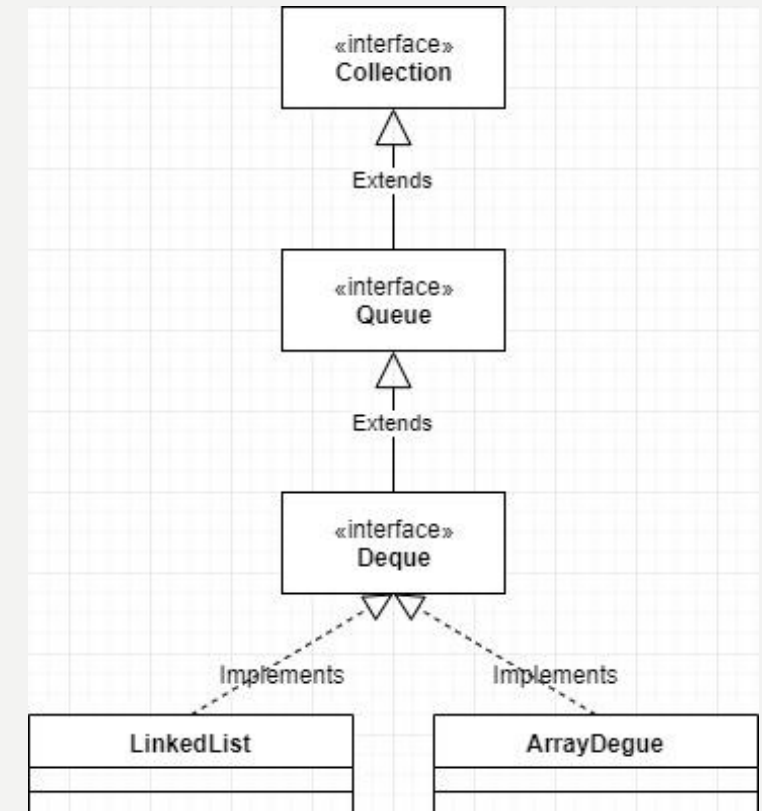 «interface»
Collection
Extends
«interface»
Queue
Extends
«interface»
Deque
Implements
Implements
LinkedList
ArrayDegue